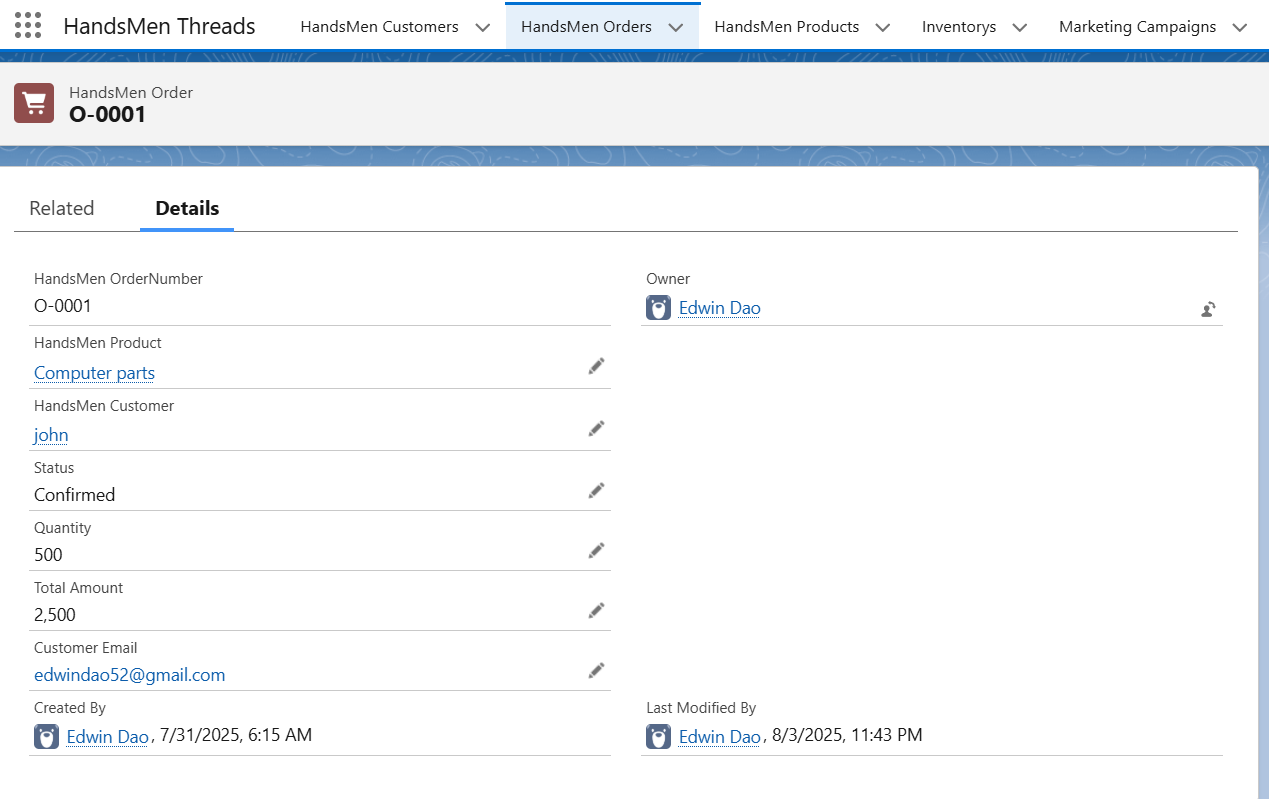 HandsMen Threads
HandsMen Customers
HandsMen Orders
HandsMen Products
Inventorys
Marketing Campaigns
HandsMen Order
O-0001
Related
Details
HandsMen OrderNumber
O-0001
Owner
Edwin Dao
HandsMen Product
Computer parts
HandsMen Customer
john
Status
Confirmed
Quantity
500
Total Amount
2,500
Customer Email
edwindao52@gmail.com
Created By
Edwin Dao, 7/31/2025, 6:15 AM
Last Modified By
Edwin Dao, 8/3/2025, 11:43 PM